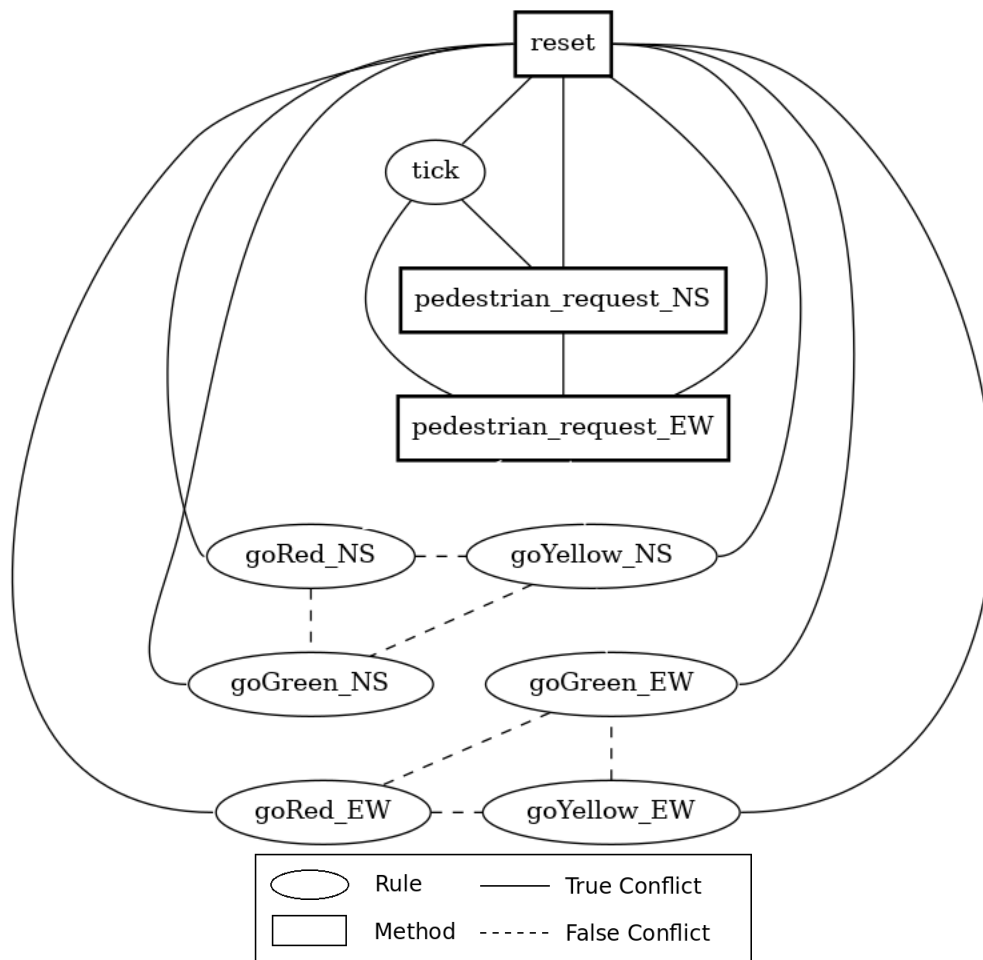 reset
tick
pedestrian_request_NS
pedestrian_request_EW
goRed_NS goYellow_NS
goGreen_NS goGreen_EW
goRed_EW goYellow_EW
Rule True Conflict
Method False Conflict